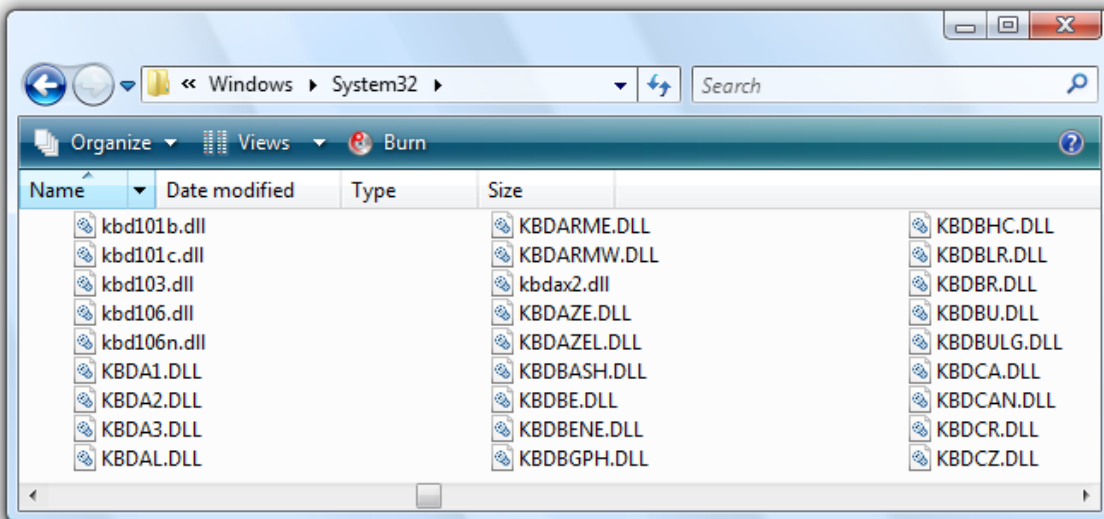 « Windows ▸ System32 ▸ Search
Organize Views Burn
Name Date modified Type Size
kbd101b.dll KBDARME.DLL KBDBHC.DLL
kbd101c.dll KBDARMW.DLL KBDBLR.DLL
kbd103.dll kbdax2.dll KBDBR.DLL
kbd106.dll KBDAZE.DLL KBDBU.DLL
kbd106n.dll KBDAZEL.DLL KBDBULG.DLL
KBDA1.DLL KBDBASH.DLL KBDCA.DLL
KBDA2.DLL KBDBE.DLL KBDCAN.DLL
KBDA3.DLL KBDBENE.DLL KBDCR.DLL
KBDAL.DLL KBDBGPH.DLL KBDCZ.DLL